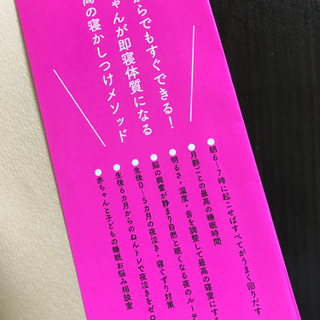 らでもすぐできる！
ちゃんが即寝体質になる
高の寝かしつけメソッド
●朝6〜7時に起こせばすべてがうまく回りだす
●月齢ごとの最高の睡眠時間
●明るさ・温度・音を調整して最高の寝室にす
●脳の興奮が静まり自然と眠くなる夜のルーテ
●生後0〜5カ月の夜泣き・寝ぐずり対策
●生後6カ月からのねんトレで夜泣きをゼロ
●赤ちゃんと子どもの睡眠お悩み相談室